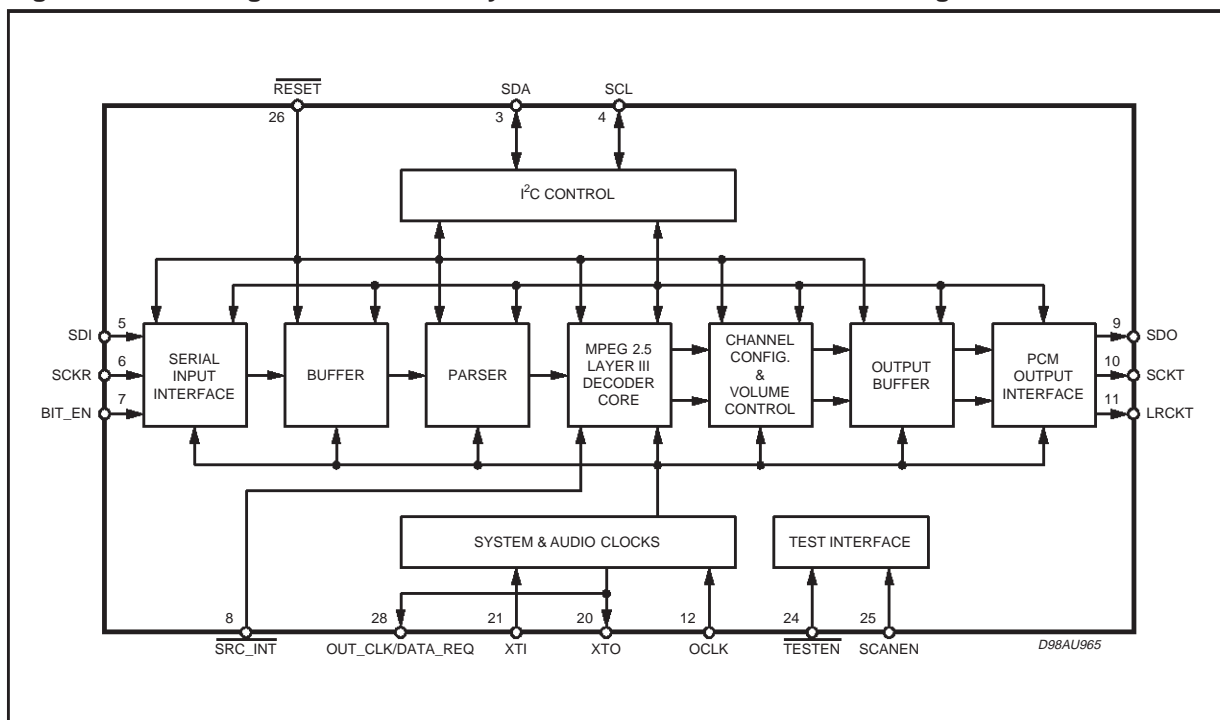 RESET
SDA
SCL
26
3
4
I²C CONTROL
SDI
5
SCKR
6
BIT_EN
7
SERIAL
INPUT
INTERFACE
BUFFER
PARSER
MPEG 2.5
LAYER III
DECODER
CORE
CHANNEL
CONFIG.
&
VOLUME
CONTROL
OUTPUT
BUFFER
PCM
OUTPUT
INTERFACE
9
SDO
10
SCKT
11
LRCKT
SYSTEM & AUDIO CLOCKS
TEST INTERFACE
8
28
21
20
12
24
25
SRC_INT
OUT_CLK/DATA_REQ
XTI
XTO
OCLK
TESTEN
SCANEN
D98AU965